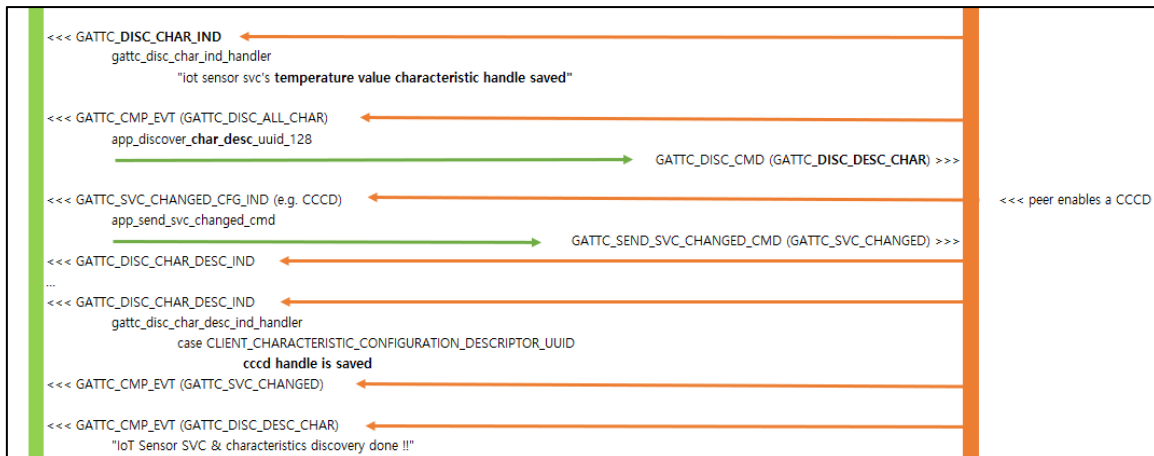 <<< GATTC_DISC_CHAR_IND
gattc_disc_char_ind_handler
"iot sensor svc's temperature value characteristic handle saved"
<<< GATTC_CMP_EVT (GATTC_DISC_ALL_CHAR)
app_discover_char_desc_uuid_128
GATTC_DISC_CMD (GATTC_DISC_DESC_CHAR) >>>
<<< GATTC_SVC_CHANGED_CFG_IND (e.g. CCCD)
<<< peer enables a CCCD
app_send_svc_changed_cmd
GATTC_SEND_SVC_CHANGED_CMD (GATTC_SVC_CHANGED) >>>
<<< GATTC_DISC_CHAR_DESC_IND
...
<<< GATTC_DISC_CHAR_DESC_IND
gattc_disc_char_desc_ind_handler
case CLIENT_CHARACTERISTIC_CONFIGURATION_DESCRIPTOR_UUID
cccd handle is saved
<<< GATTC_CMP_EVT (GATTC_SVC_CHANGED)
<<< GATTC_CMP_EVT (GATTC_DISC_DESC_CHAR)
"IoT Sensor SVC & characteristics discovery done !!"